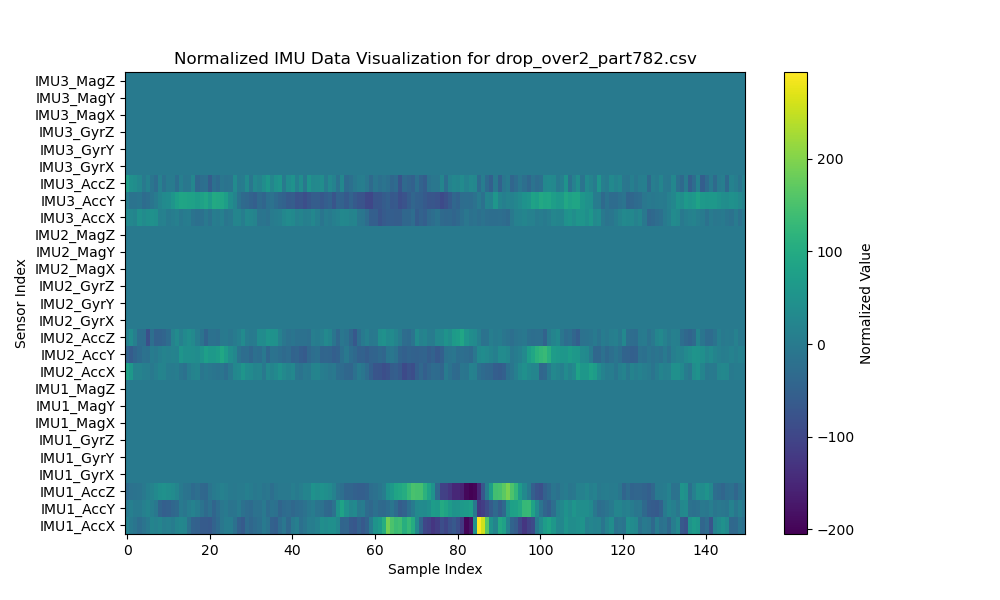 Normalized IMU Data Visualization for drop_over2_part782.csv
IMU3_MagZ
IMU3_MagY
IMU3_MagX
IMU3_GyrZ
IMU3_GyrY
IMU3_GyrX
IMU3_AccZ
IMU3_AccY
IMU3_AccX
IMU2_MagZ
IMU2_MagY
IMU2_MagX
IMU2_GyrZ
IMU2_GyrY
IMU2_GyrX
IMU2_AccZ
IMU2_AccY
IMU2_AccX
IMU1_MagZ
IMU1_MagY
IMU1_MagX
IMU1_GyrZ
IMU1_GyrY
IMU1_GyrX
IMU1_AccZ
IMU1_AccY
IMU1_AccX
Sensor Index
0 20 40 60 80 100 120 140
Sample Index
200
100
0
−100
−200
Normalized Value